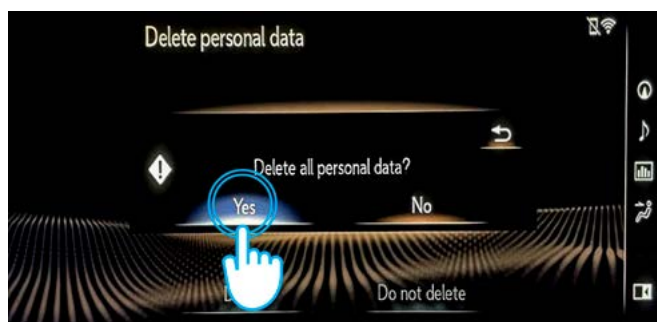 Delete personal data
Delete all personal data?
Yes
No
Do not delete